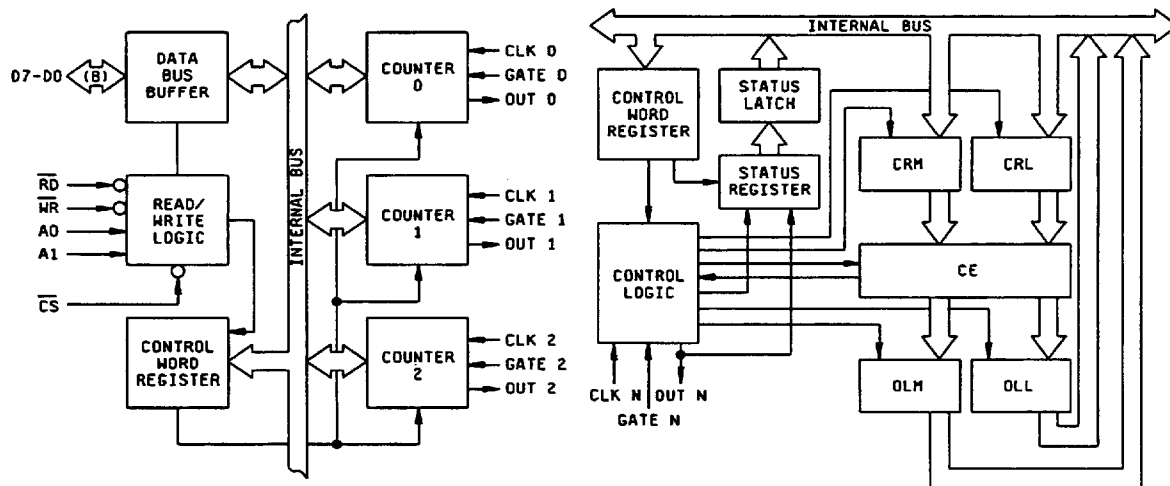 D7-D0
(8)
DATA
BUS
BUFFER
RD
WR
A0
A1
CS
READ/
WRITE
LOGIC
CONTROL
WORD
REGISTER
INTERNAL BUS
COUNTER
0
CLK 0
GATE 0
OUT 0
COUNTER
1
CLK 1
GATE 1
OUT 1
COUNTER
2
CLK 2
GATE 2
OUT 2
INTERNAL BUS
CONTROL
WORD
REGISTER
STATUS
LATCH
STATUS
REGISTER
CONTROL
LOGIC
CLK N
GATE N
OUT N
CRM
CRL
CE
OLM
OLL